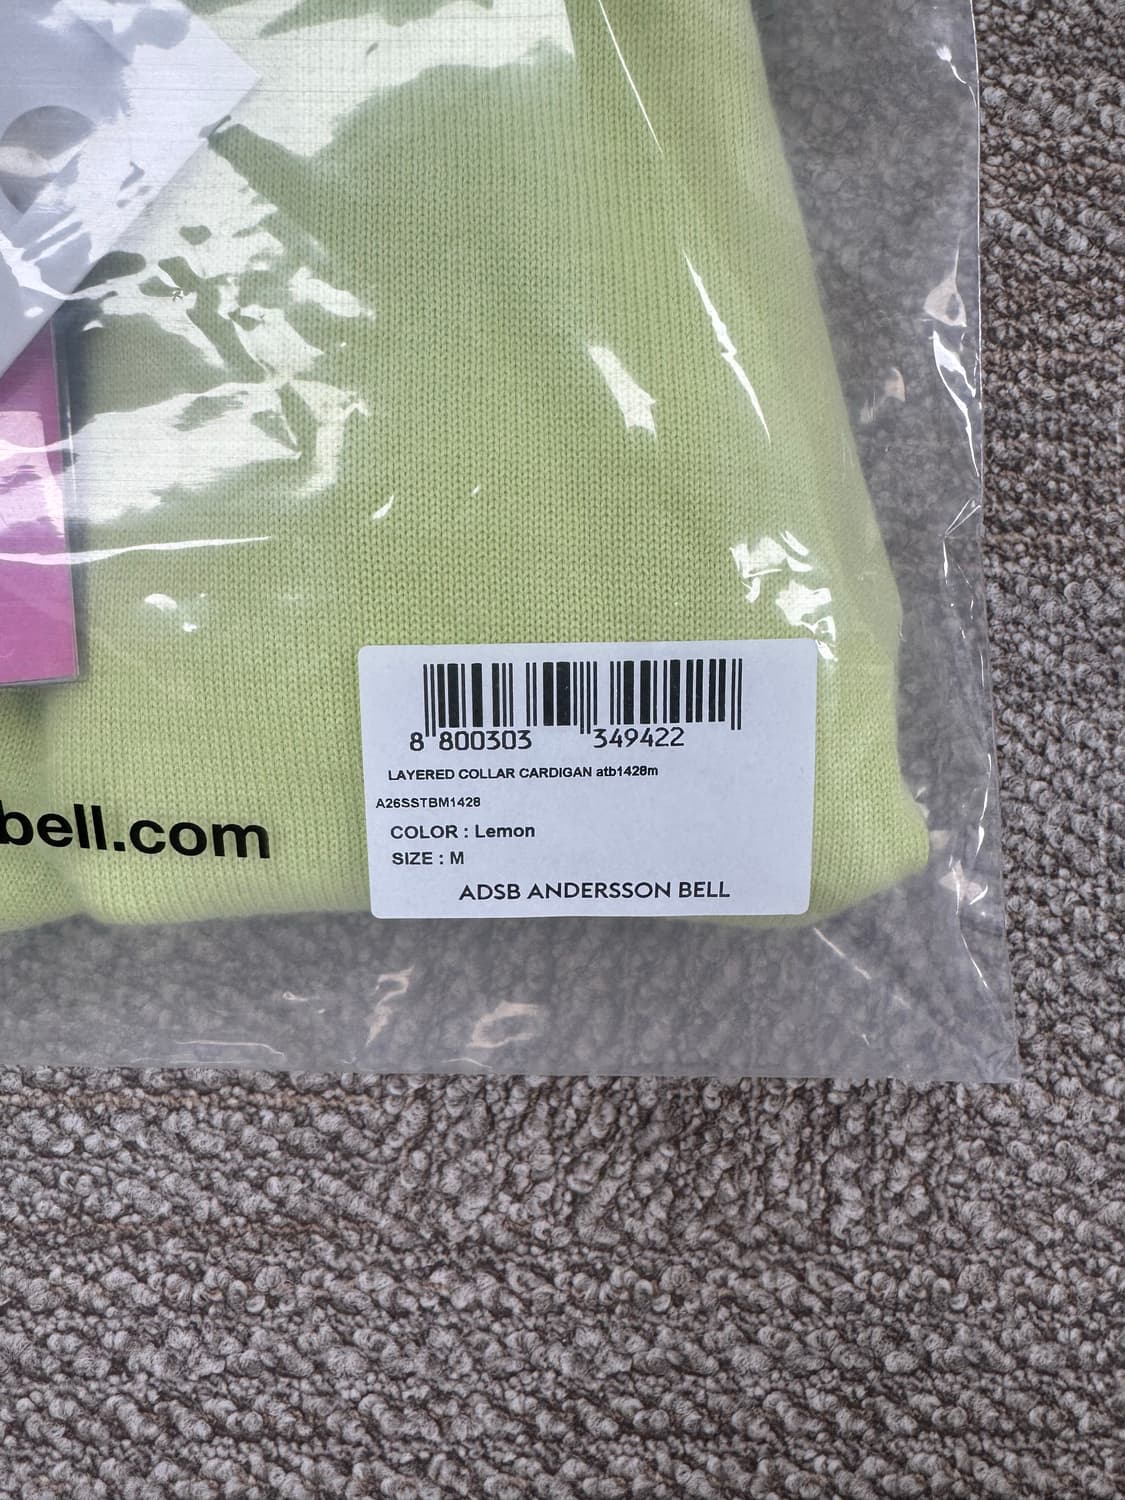 8 800303 349422
LAYERED COLLAR CARDIGAN atb1428m
A26SSTBM1428
COLOR : Lemon
SIZE : M
ADSB ANDERSSON BELL
bell.com